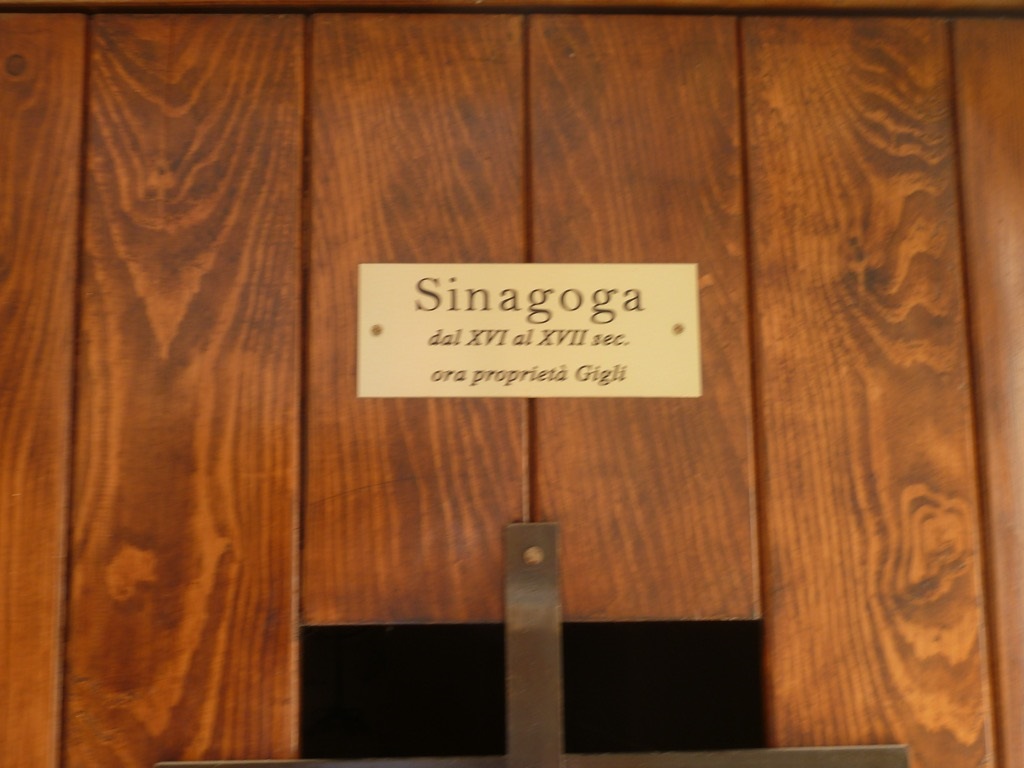 Sinagoga
dal XVI al XVII sec.
ora proprietà Gigli